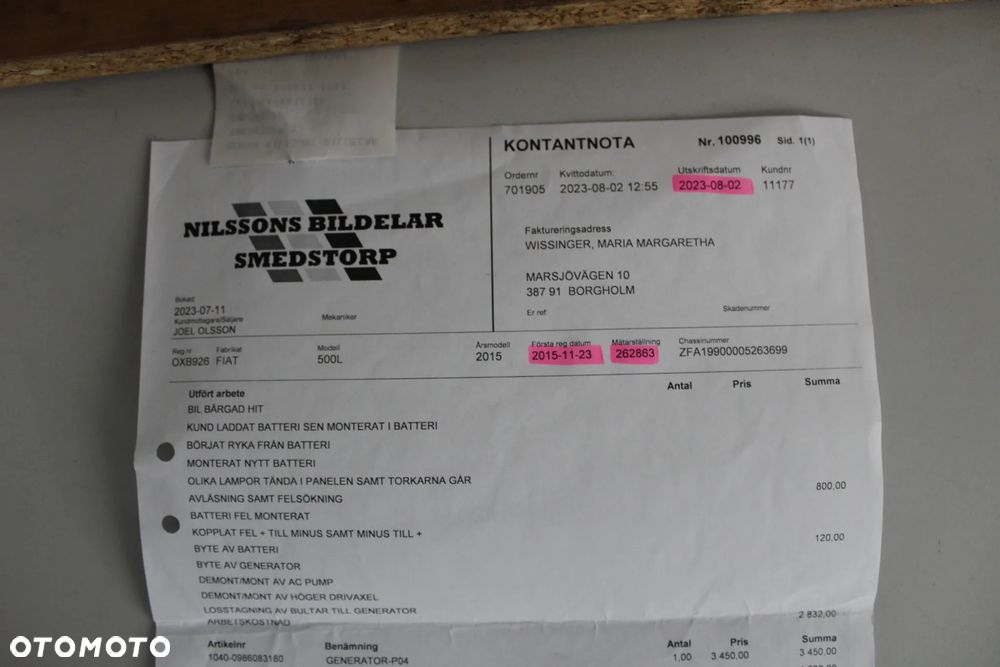 KONTANTNOTA
Nr. 100996 Sid. 1(1)
Ordernr Kvittodatum: Utskriftsdatum Kundnr
701905 2023-08-02 12:55 2023-08-02 11177
NILSSONS BILDELAR
SMEDSTORP
Faktureringsadress
WISSINGER, MARIA MARGARETHA
MARSJÖVÄGEN 10
387 91 BORGHOLM
Er ref. Skadenummer
Bokad:
2023-07-11
Kundmottagare/Säljare Mekaniker
JOEL OLSSON
Reg.nr Fabrikat Modell Årsmodell Första reg.datum Mätarställning Chassinummer
OXB926 FIAT 500L 2015 2015-11-23 262863 ZFA19900005263699
Antal Pris Summa
Utfört arbete
BIL BÄRGAD HIT
KUND LADDAT BATTERI SEN MONTERAT I BATTERI
BÖRJAT RYKA FRÅN BATTERI
MONTERAT NYTT BATTERI
OLIKA LAMPOR TÄNDA I PANELEN SAMT TORKARNA GÅR
AVLÄSNING SAMT FELSÖKNING 800,00
BATTERI FEL MONTERAT
KOPPLAT FEL + TILL MINUS SAMT MINUS TILL +
BYTE AV BATTERI 120,00
BYTE AV GENERATOR
DEMONT/MONT AV AC PUMP
DEMONT/MONT AV HÖGER DRIVAXEL
LOSSTAGNING AV BULTAR TILL GENERATOR
ARBETSKOSTNAD 2 832,00
Artikelnr Benämning Antal Pris Summa
1040-0986083180 GENERATOR-P04 1,00 3 450,00 3 450,00
OTOMOTO